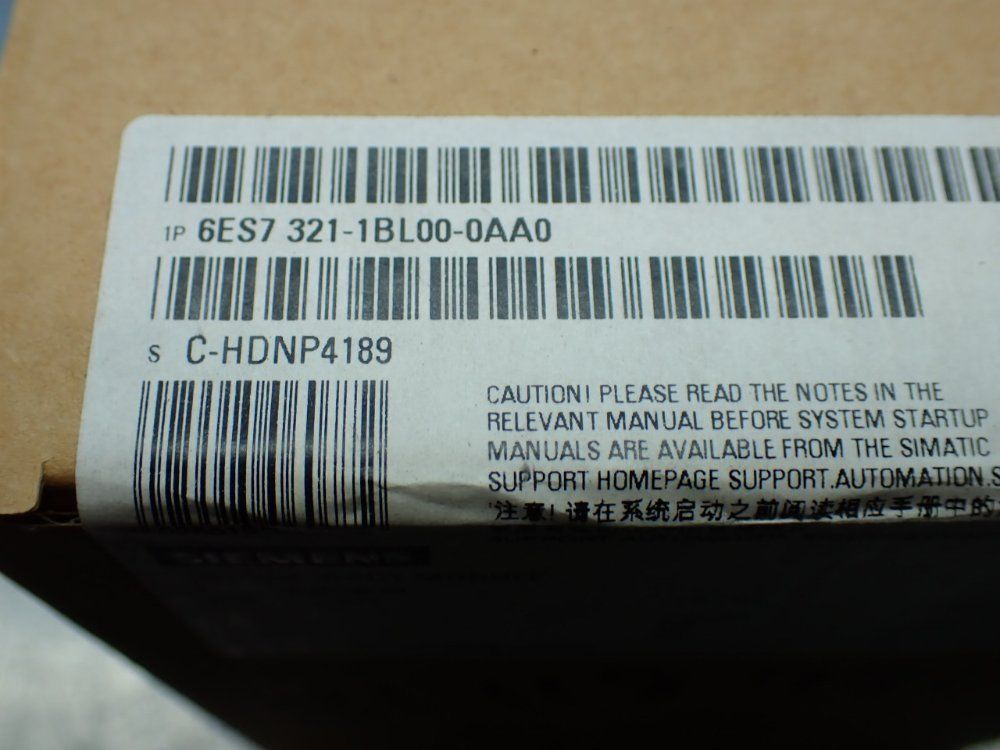 1P 6ES7 321-1BL00-0AA0
S C-HDNP4189
CAUTION! PLEASE READ THE NOTES IN THE
RELEVANT MANUAL BEFORE SYSTEM STARTUP
MANUALS ARE AVAILABLE FROM THE SIMATIC
SUPPORT HOMEPAGE SUPPORT.AUTOMATION.S
注意! 请在系统启动之前阅读相应手册中的
SIEMENS